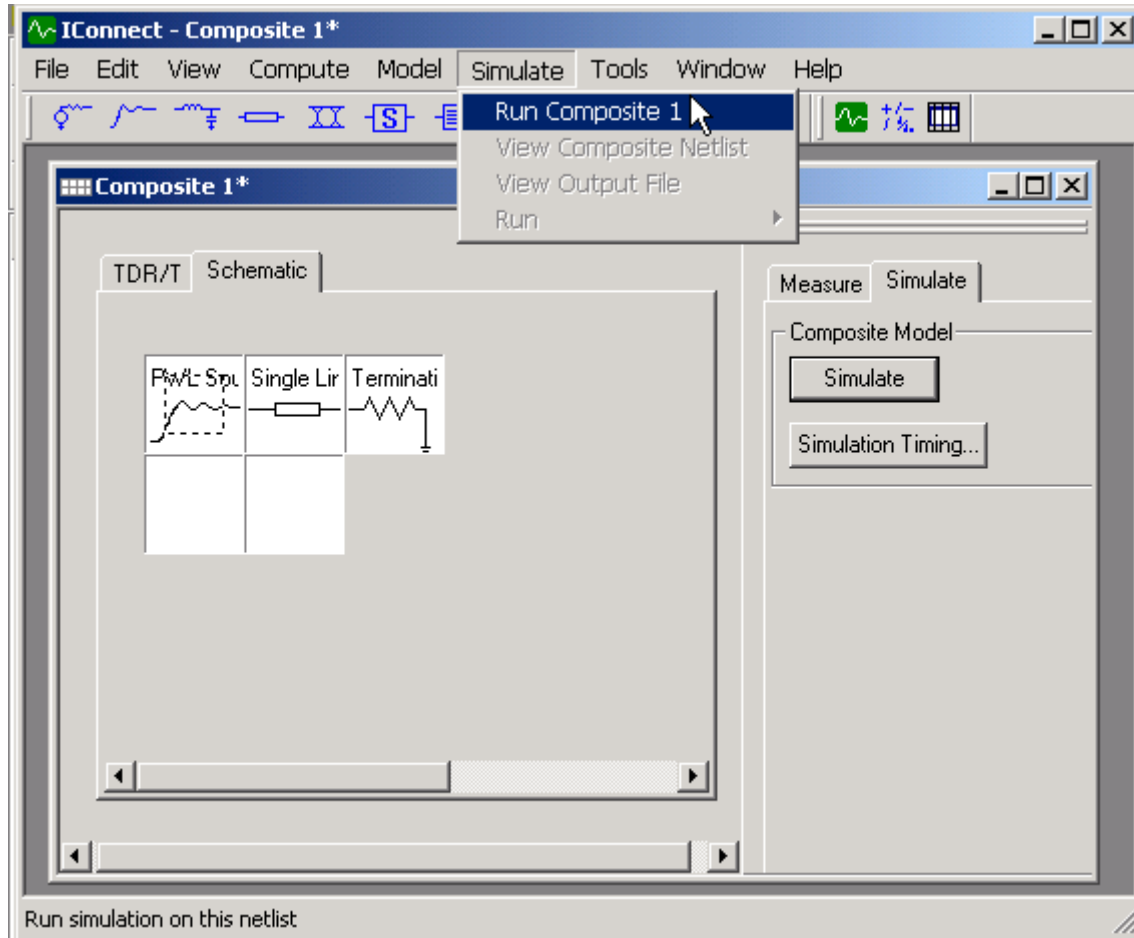 IConnect - Composite 1*
File Edit View Compute Model Simulate Tools Window Help
S
Run Composite 1
View Composite Netlist
View Output File
Run
Composite 1*
TDR/T Schematic
Measure Simulate
Composite Model
Simulate
Simulation Timing...
Single Lin Terminati
Run simulation on this netlist